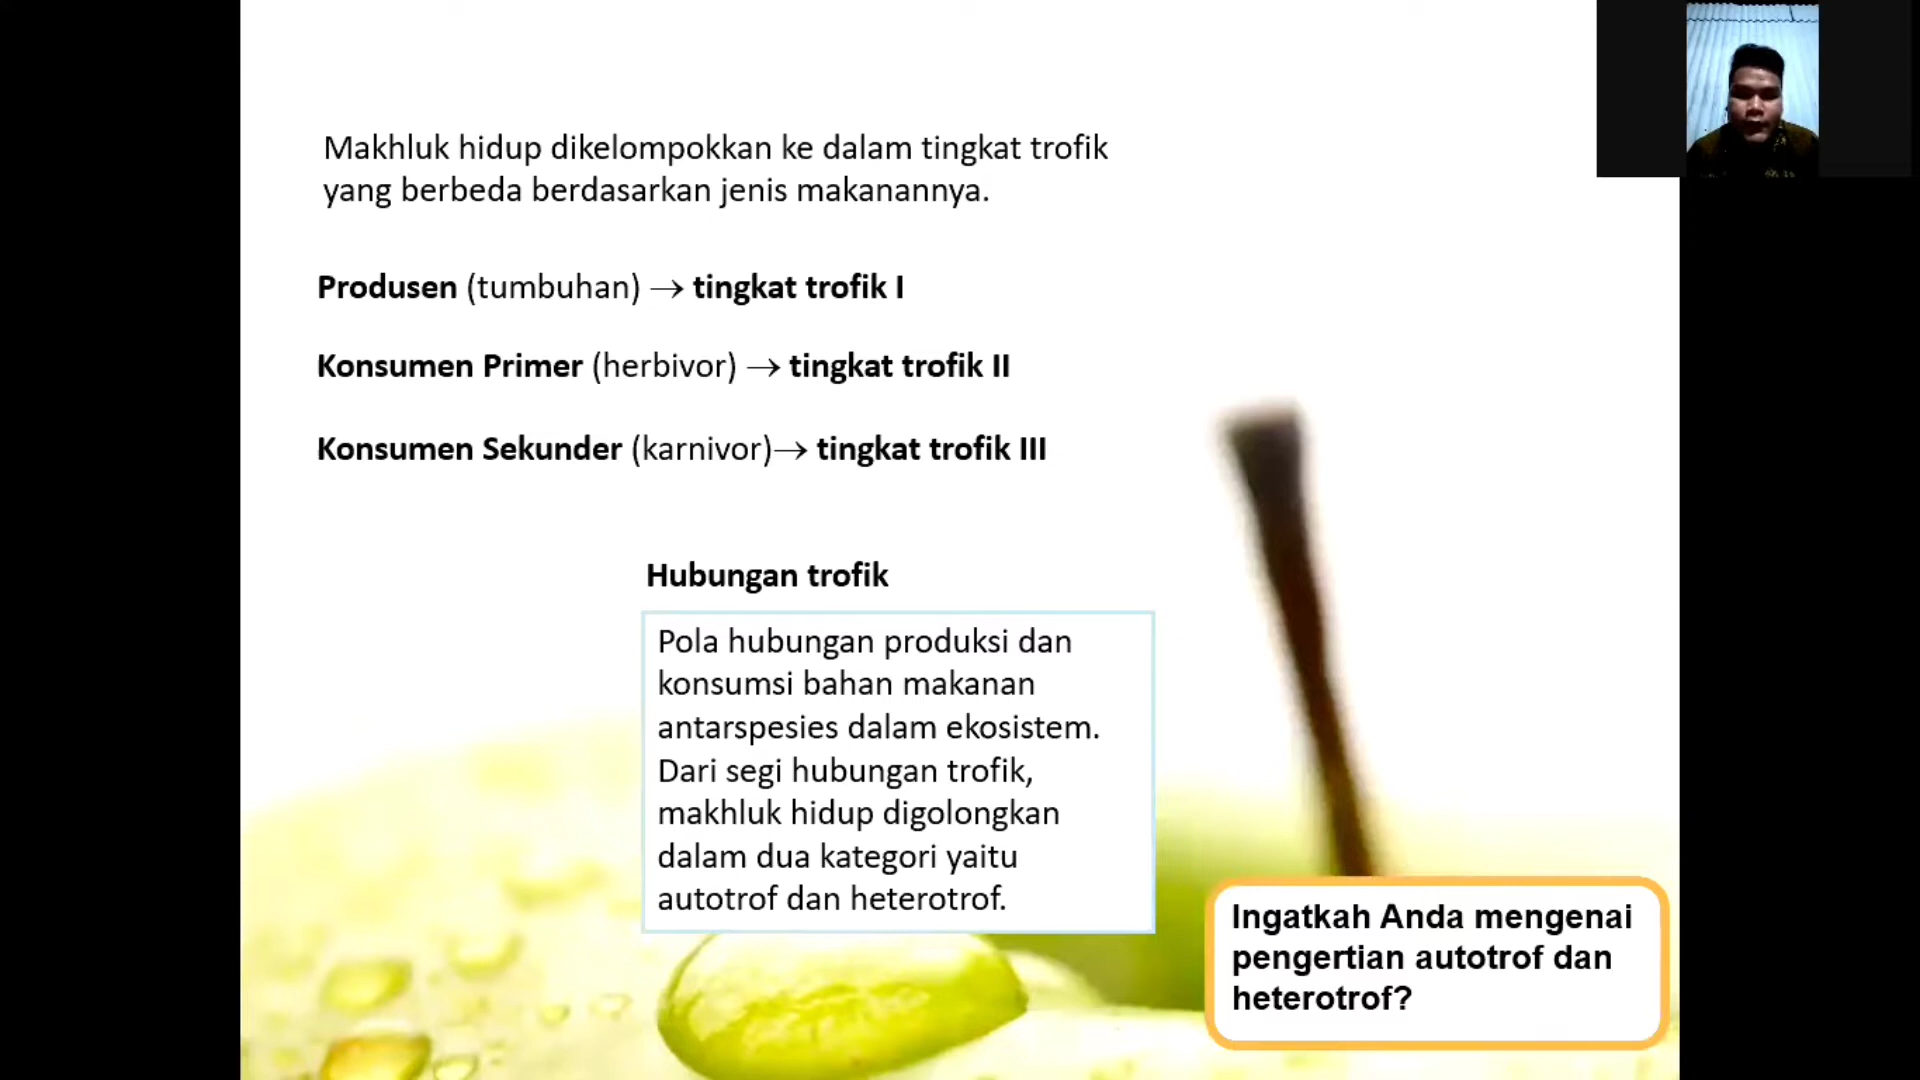 Makhluk hidup dikelompokkan ke dalam tingkat trofik
yang berbeda berdasarkan jenis makanannya.
Produsen (tumbuhan) → tingkat trofik I
Konsumen Primer (herbivor) → tingkat trofik II
Konsumen Sekunder (karnivor)→ tingkat trofik III
Hubungan trofik
Pola hubungan produksi dan
konsumsi bahan makanan
antarspesies dalam ekosistem.
Dari segi hubungan trofik,
makhluk hidup digolongkan
dalam dua kategori yaitu
autotrof dan heterotrof.
Ingatkah Anda mengenai
pengertian autotrof dan
heterotrof?